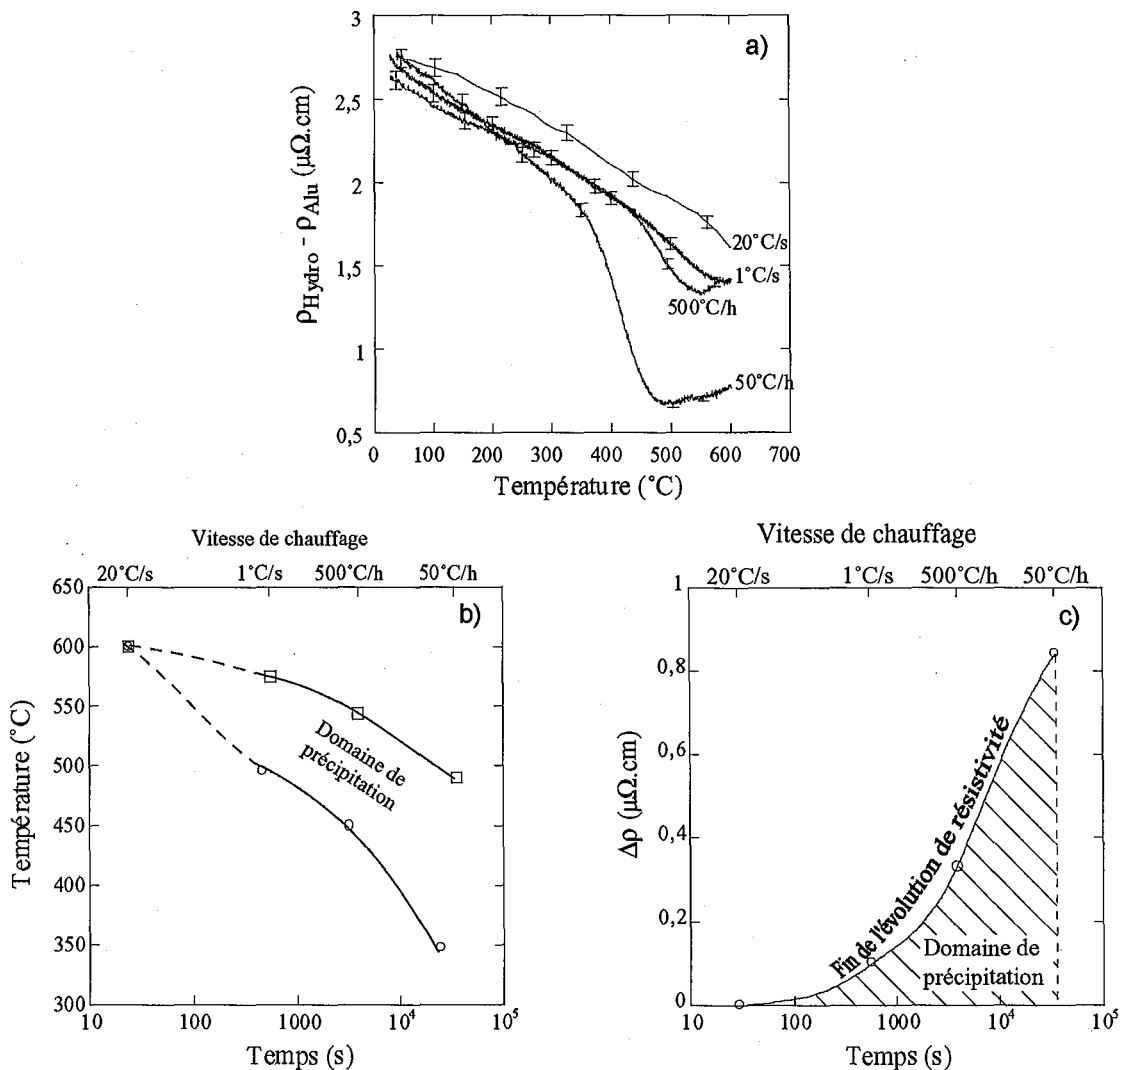 a)
3
2,5
2
1,5
1
0,5
ρHydro - ρAlu (μΩ.cm)
20°C/s
1°C/s
500°C/h
50°C/h
0 100 200 300 400 500 600 700
Température (°C)
Vitesse de chauffage
20°C/s 1°C/s 500°C/h 50°C/h
b)
650
600
550
500
450
400
350
300
Température (°C)
Domaine de
précipitation
10 100 1000 10⁴ 10⁵
Temps (s)
Vitesse de chauffage
20°C/s 1°C/s 500°C/h 50°C/h
c)
1
0,8
0,6
0,4
0,2
0
Δρ (μΩ.cm)
Fin de l'évolution de résistivité
Domaine de
précipitation
10 100 1000 10⁴ 10⁵
Temps (s)